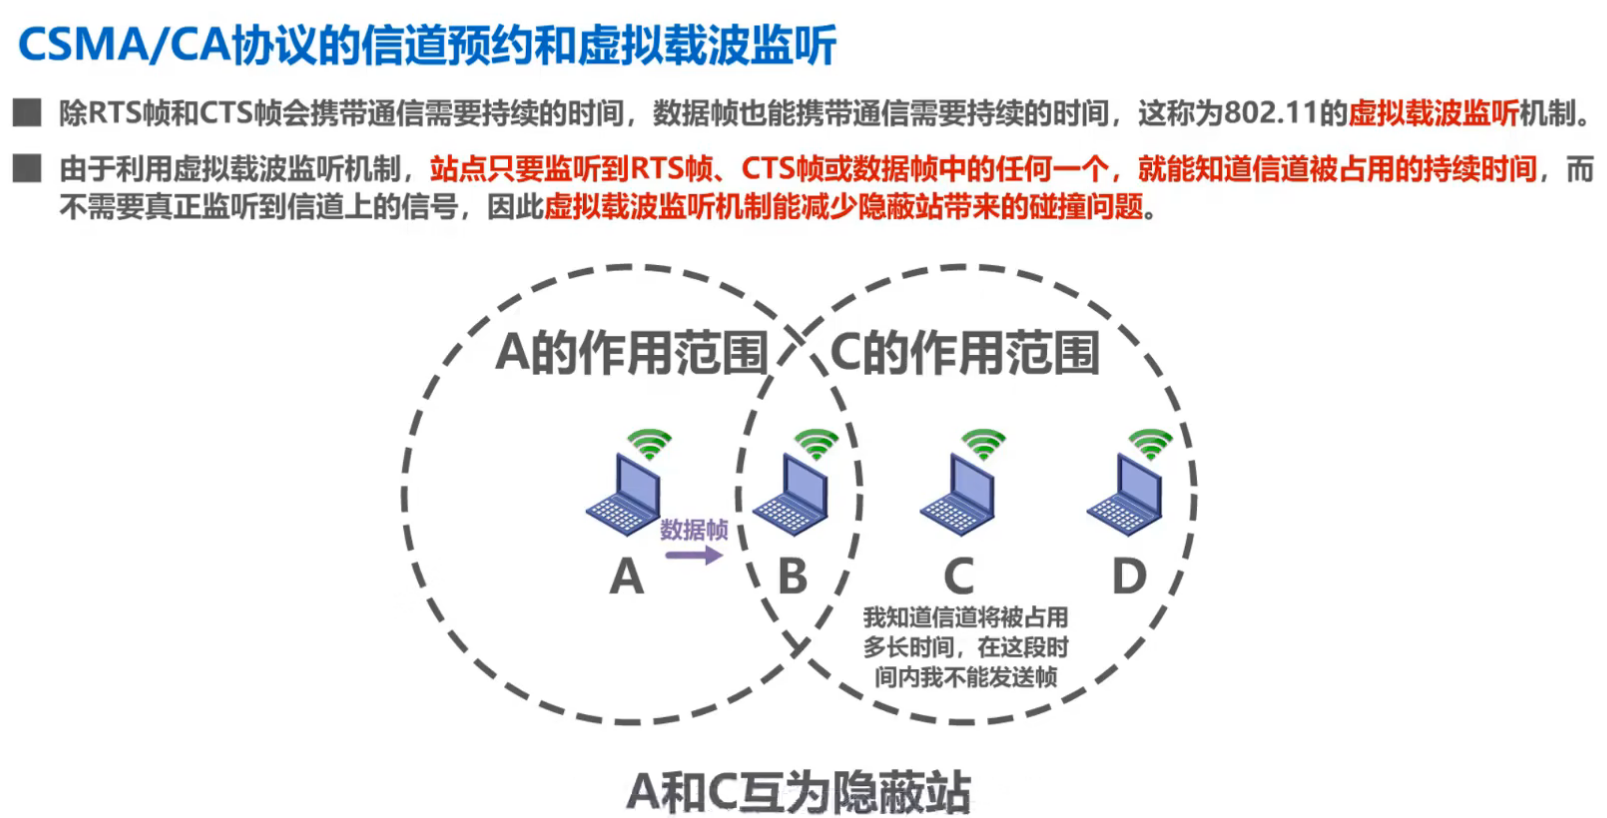 CSMA/CA协议的信道预约和虚拟载波监听
除RTS帧和CTS帧会携带通信需要持续的时间，数据帧也能携带通信需要持续的时间，这称为802.11的虚拟载波监听机制。
由于利用虚拟载波监听机制，站点只要监听到RTS帧、CTS帧或数据帧中的任何一个，就能知道信道被占用的持续时间，而
不需要真正监听到信道上的信号，因此虚拟载波监听机制能减少隐蔽站带来的碰撞问题。
A的作用范围
C的作用范围
数据帧
A
B
C
D
我知道信道将被占用
多长时间，在这段时
间内我不能发送帧
A和C互为隐蔽站